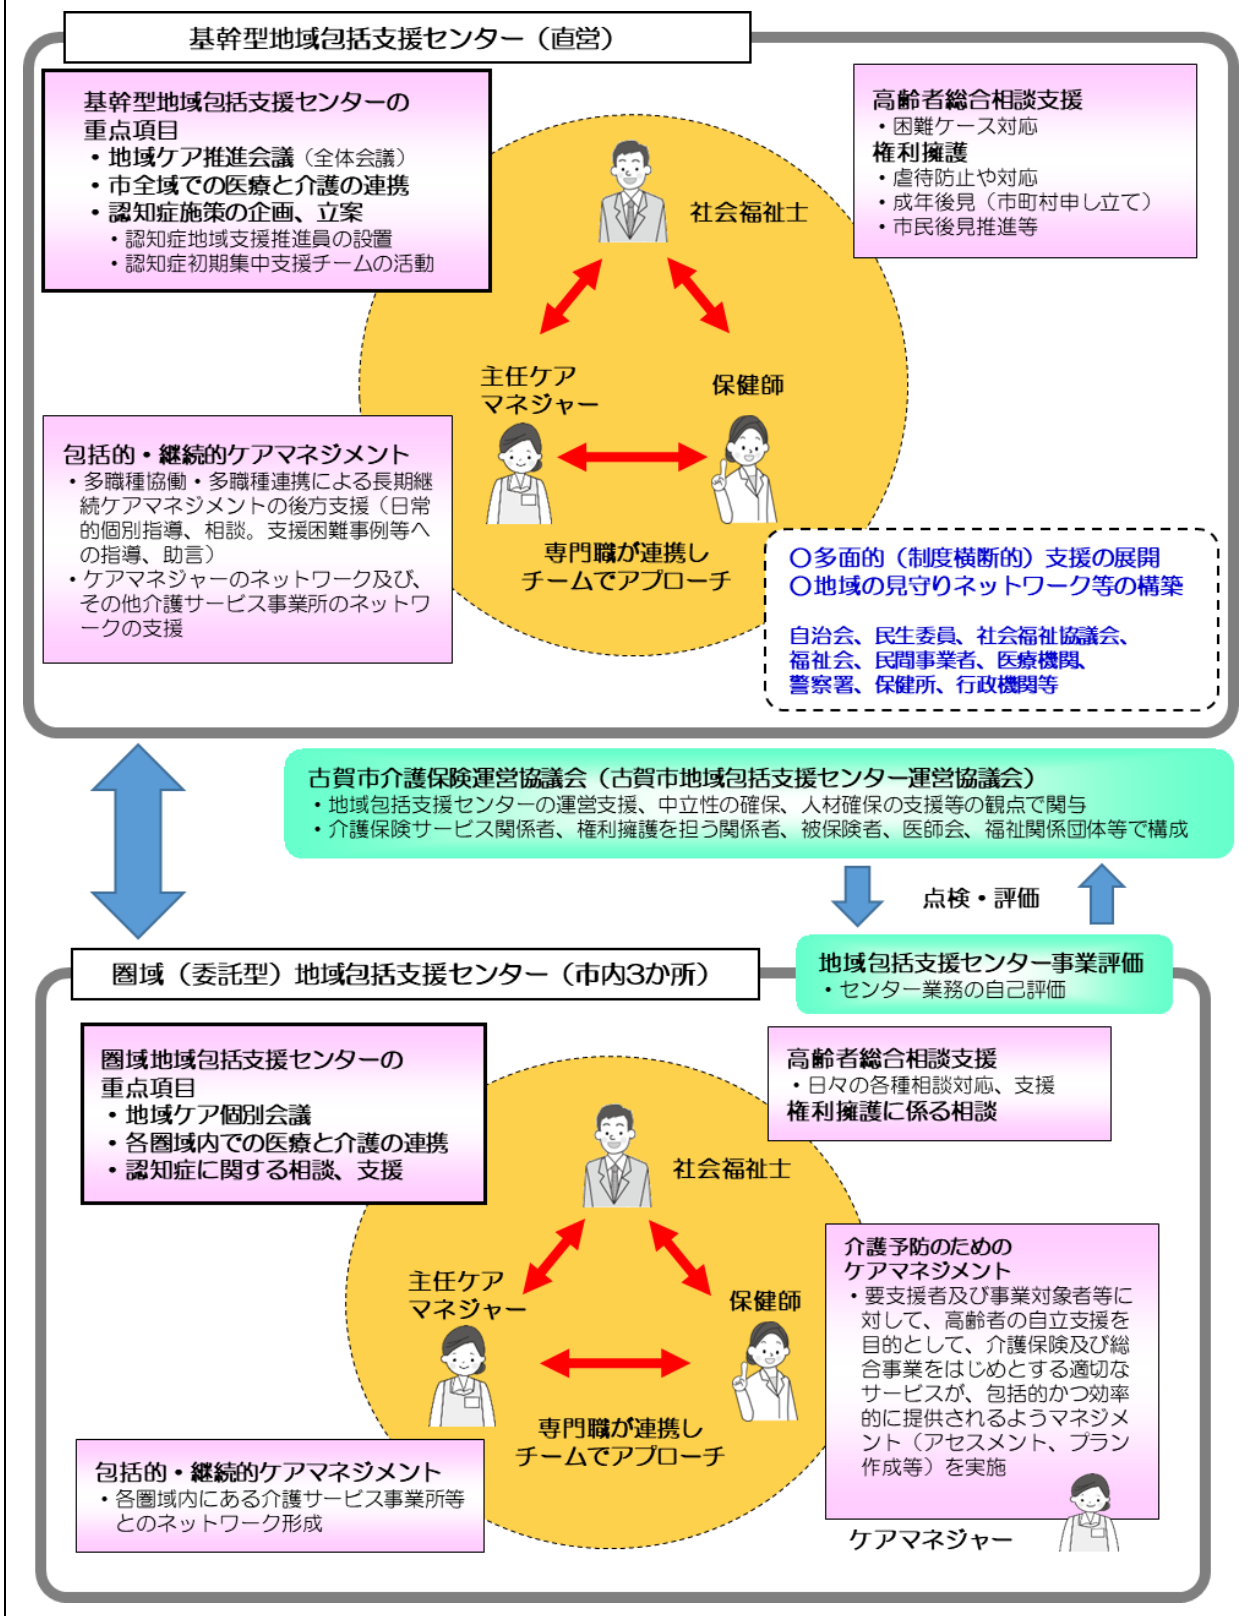 基幹型地域包括支援センター（直営）
基幹型地域包括支援センターの
重点項目
・地域ケア推進会議（全体会議）
・市全域での医療と介護の連携
・認知症施策の企画、立案
・認知症地域支援推進員の設置
・認知症初期集中支援チームの活動
高齢者総合相談支援
・困難ケース対応
権利擁護
・虐待防止や対応
・成年後見（市町村申し立て）
・市民後見推進等
社会福祉士
主任ケア
マネジャー
保健師
専門職が連携し
チームでアプローチ
包括的・継続的ケアマネジメント
・多職種協働・多職種連携による長期継
続ケアマネジメントの後方支援（日常
的個別指導、相談。支援困難事例等へ
の指導、助言）
・ケアマネジャーのネットワーク及び、
その他介護サービス事業所のネットワ
ークの支援
〇多面的（制度横断的）支援の展開
〇地域の見守りネットワーク等の構築
自治会、民生委員、社会福祉協議会、
福祉会、民間事業者、医療機関、
警察署、保健所、行政機関等
古賀市介護保険運営協議会（古賀市地域包括支援センター運営協議会）
・地域包括支援センターの運営支援、中立性の確保、人材確保の支援等の観点で関与
・介護保険サービス関係者、権利擁護を担う関係者、被保険者、医師会、福祉関係団体等で構成
点検・評価
地域包括支援センター事業評価
・センター業務の自己評価
圏域（委託型）地域包括支援センター（市内3か所）
圏域地域包括支援センターの
重点項目
・地域ケア個別会議
・各圏域内での医療と介護の連携
・認知症に関する相談、支援
高齢者総合相談支援
・日々の各種相談対応、支援
権利擁護に係る相談
社会福祉士
主任ケア
マネジャー
保健師
専門職が連携し
チームでアプローチ
介護予防のための
ケアマネジメント
・要支援者及び事業対象者等に
対して、高齢者の自立支援を
目的として、介護保険及び総
合事業をはじめとする適切な
サービスが、包括的かつ効率
的に提供されるようマネジメ
ント（アセスメント、プラン
作成等）を実施
ケアマネジャー
包括的・継続的ケアマネジメント
・各圏域内にある介護サービス事業所等
とのネットワーク形成